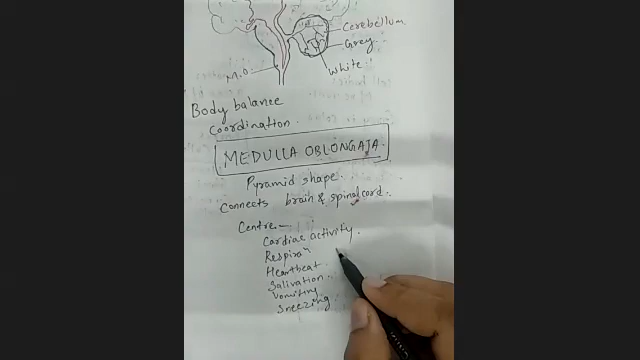 Cerebellum
Grey
White
M.O
Body balance
coordination.
MEDULLA OBLONGATA
Pyramid shape.
Connects brain & spinal cord.
Centre -
Cardiac activity.
Respiraⁿ
Heartbeat.
Salivation.
Vomiting
Sneezing